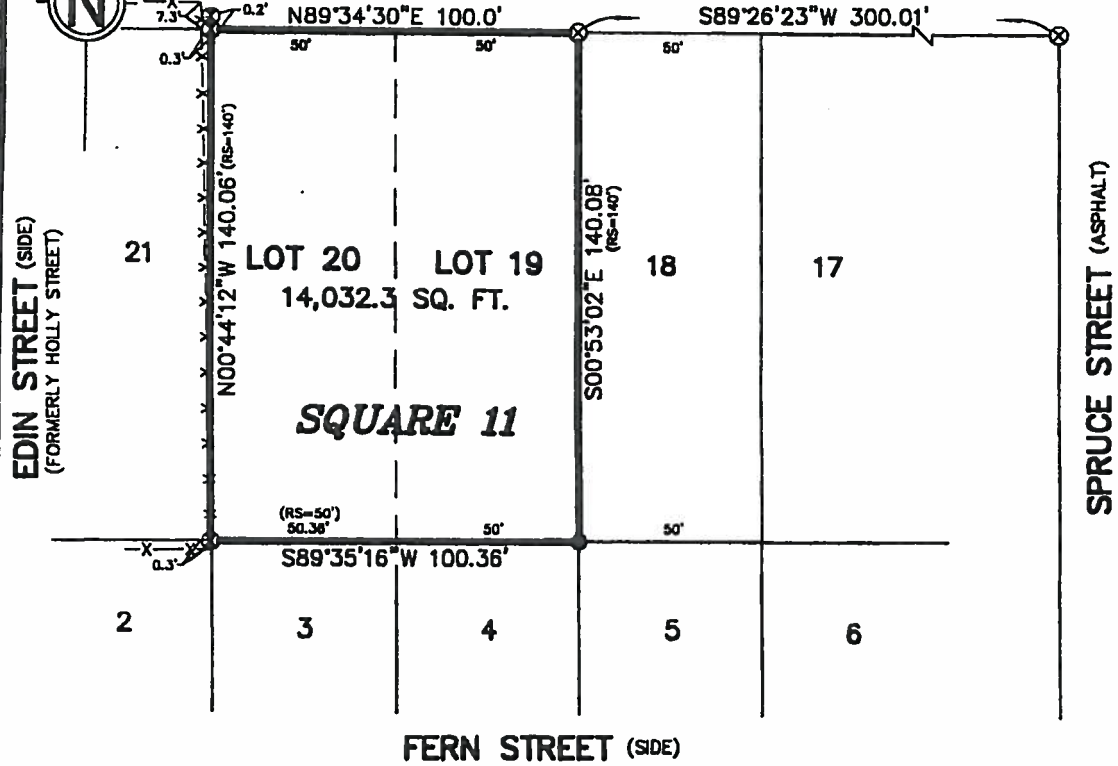 N
7.3'
0.2'
N89°34'30"E 100.0'
S89°26'23"W 300.01'
50'
50'
50'
0.3'
N00°44'12"W 140.06' (RS=140')
S00°53'02"E 140.08'
(RS=140')
EDIN STREET (SIDE)
(FORMERLY HOLLY STREET)
21
LOT 20
LOT 19
18
17
14,032.3 SQ. FT.
SPRUCE STREET (ASPHALT)
SQUARE 11
(RS=50')
50.36'
50'
50'
0.3'
S89°35'16"W 100.36'
2
3
4
5
6
FERN STREET (SIDE)